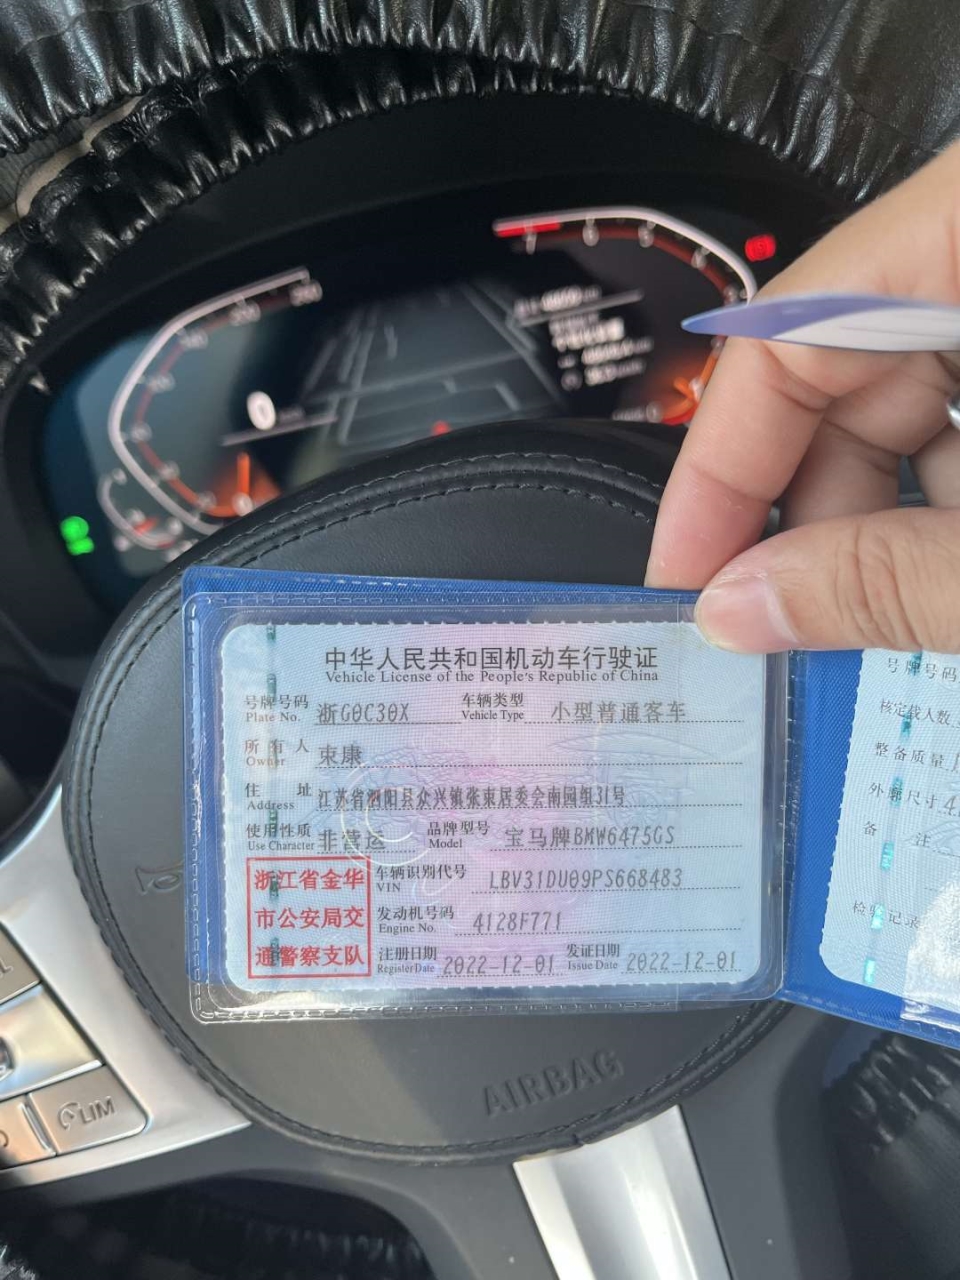 中华人民共和国机动车行驶证
Vehicle License of the People's Republic of China
号牌号码 浙G0C30X 车辆类型 小型普通客车
Plate No. Vehicle Type
所有人 束康
Owner
住址 江苏省泗阳县众兴镇张束居委会南园组31号
Address
使用性质 非营运 品牌型号 宝马牌BMW6475GS
Use Character Model
浙江省金华
市公安局交
通警察支队
车辆识别代号 LBV31DU09PS668483
VIN
发动机号码 4128F771
Engine No.
注册日期 2022-12-01 发证日期 2022-12-01
Register Date Issue Date
号牌号码
核定载人数
整备质量
外廓尺寸
备注
检验记录
AIRBAG
LIM